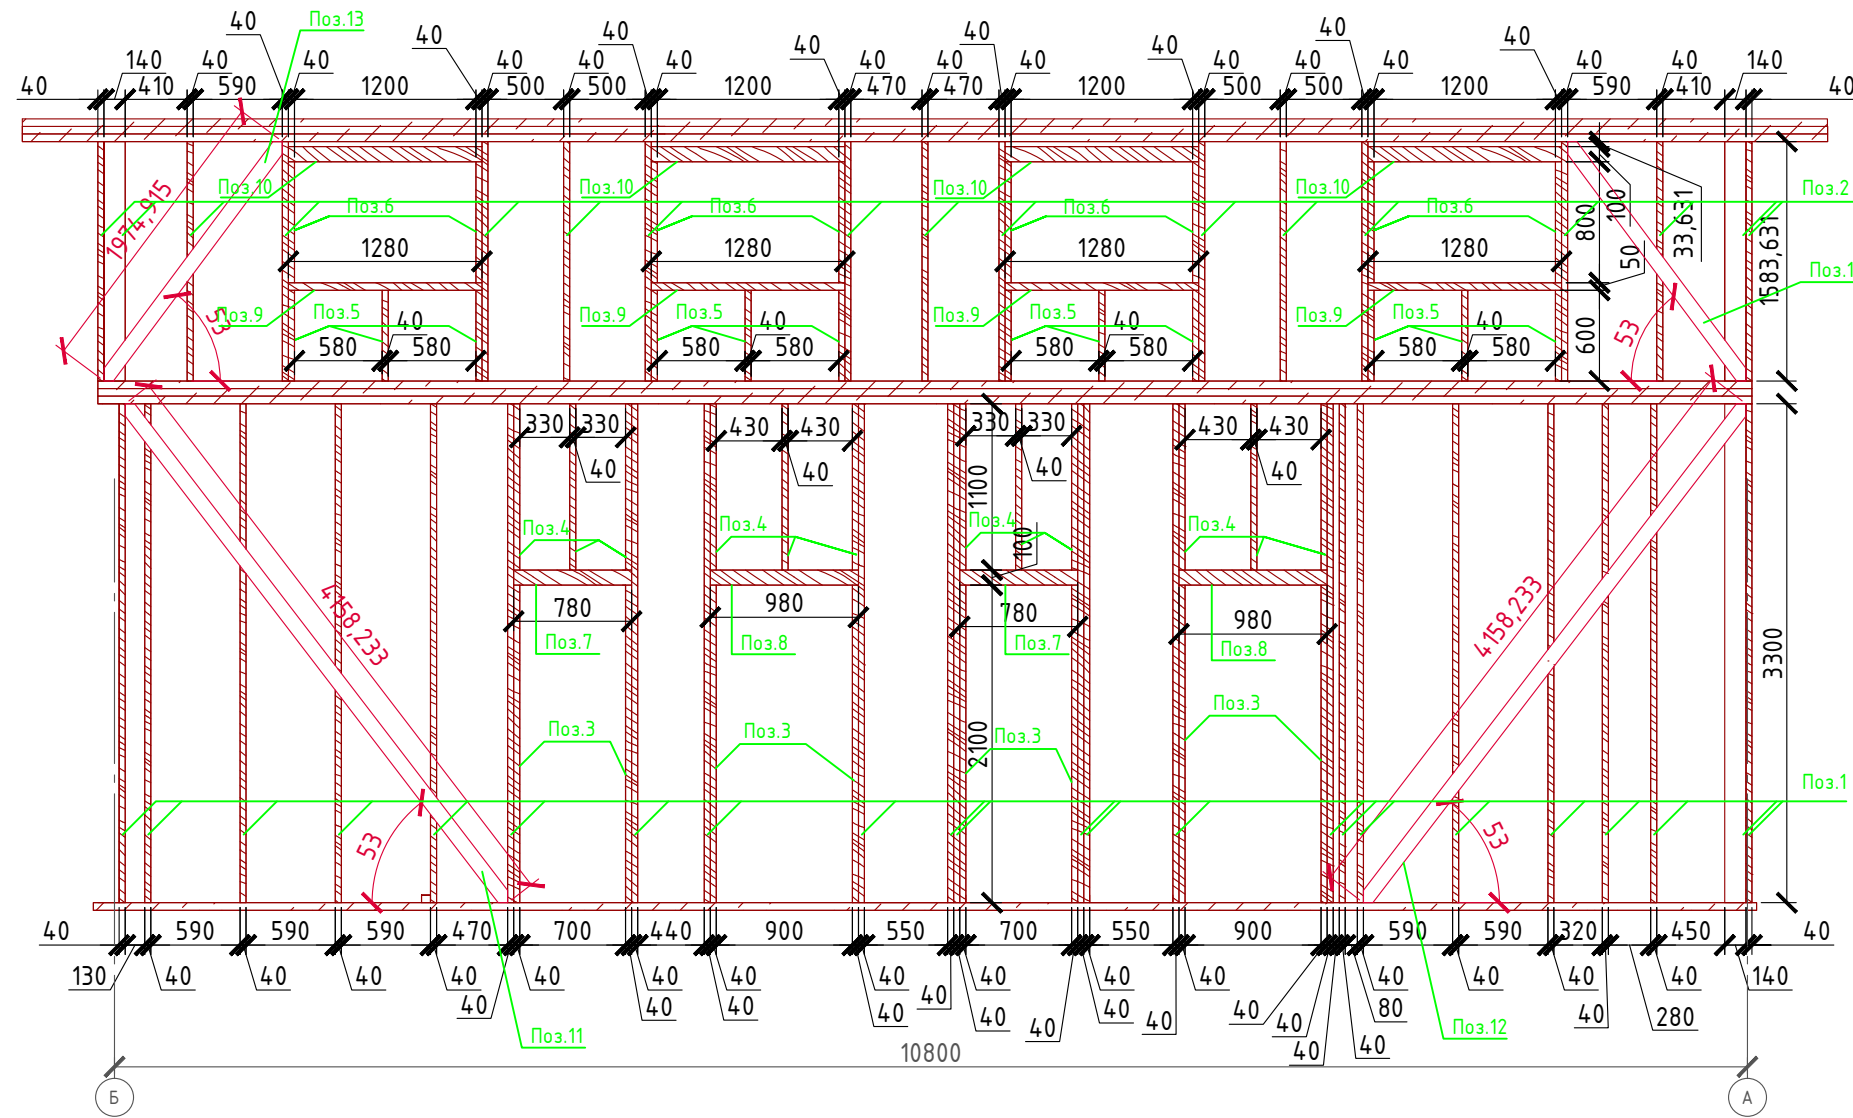 40 Поз.13 40 40 40 40 40 40
140 40 40 40 40 40 40 40 40 40 40 40 40 40 140
40 410 590 1200 500 500 1200 470 470 1200 500 500 1200 590 410 40
Поз.10 Поз.10 Поз.10 Поз.10 Поз.2
1974,915 Поз.6 Поз.6 Поз.6 Поз.6 800 100 33,631
1280 1280 1280 1280 50 1583,631
Поз.1
Поз.9 Поз.5 40 Поз.9 Поз.5 40 Поз.9 Поз.5 40 Поз.9 Поз.5 40
53 580 580 580 580 580 580 580 580 600 53
330 330 430 430 330 330 430 430
40 40 40 40
1100
Поз.4 Поз.4 Поз.4 Поз.4
100
780 980 780 980
Поз.7 Поз.8 Поз.7 Поз.8
4158,233 4158,233 3300
Поз.3 Поз.3 Поз.3 Поз.3
2100
Поз.1
53 53
40 590 590 590 470 700 440 900 550 700 550 900 590 590 320 450 40
130 40 40 40 40 40 40 40 40 40 40 40 40 40 40 40 140
40 40 40 40 40 40 40 40 40 40 80 40 280
Поз.11 40 40 Поз.12
10800
Б А